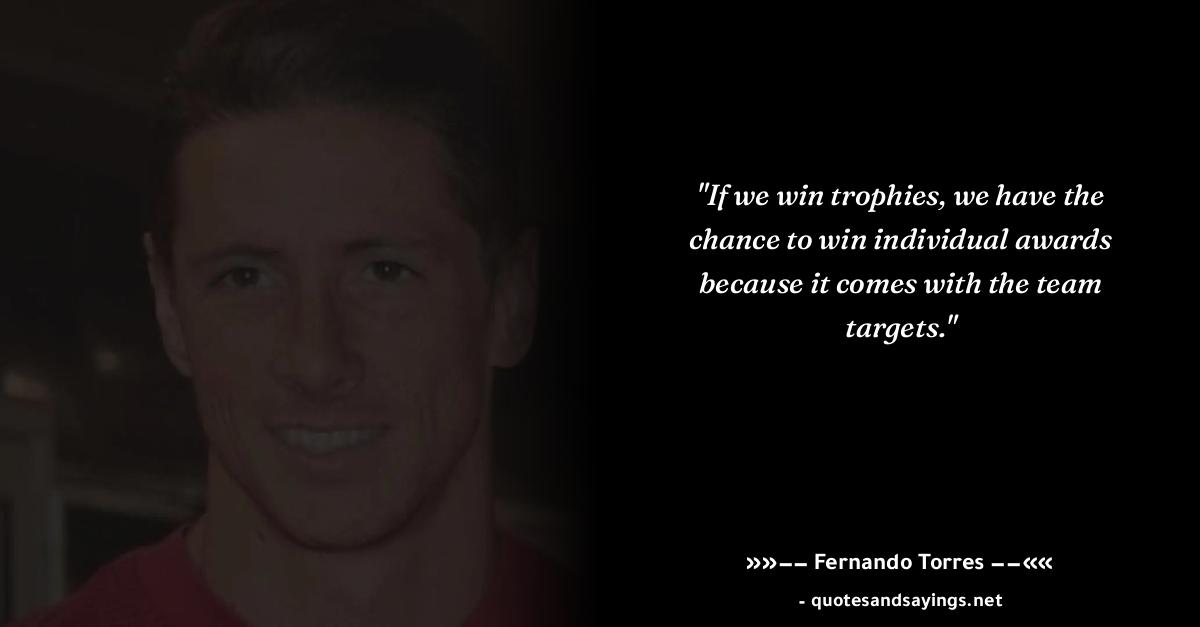 "If we win trophies, we have the
chance to win individual awards
because it comes with the team
targets."
»»–– Fernando Torres ––««
- quotesandsayings.net